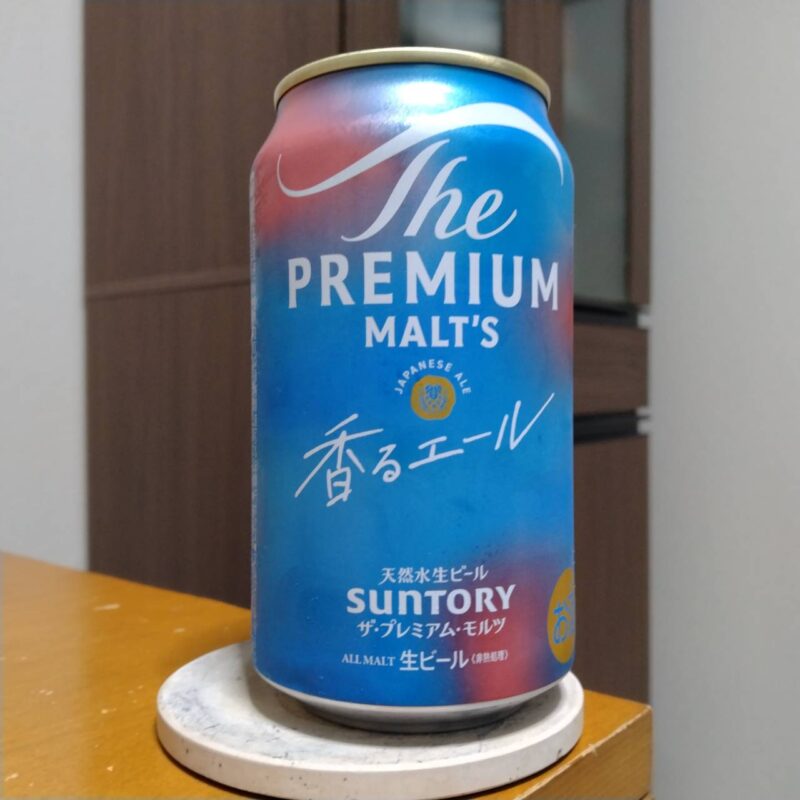 The
PREMIUM
MALT'S
JAPANESE ALE
香るエール
天然水生ビール
SUNTORY
ザ・プレミアム・モルツ
ALL MALT 生ビール〈非熱処理〉
お